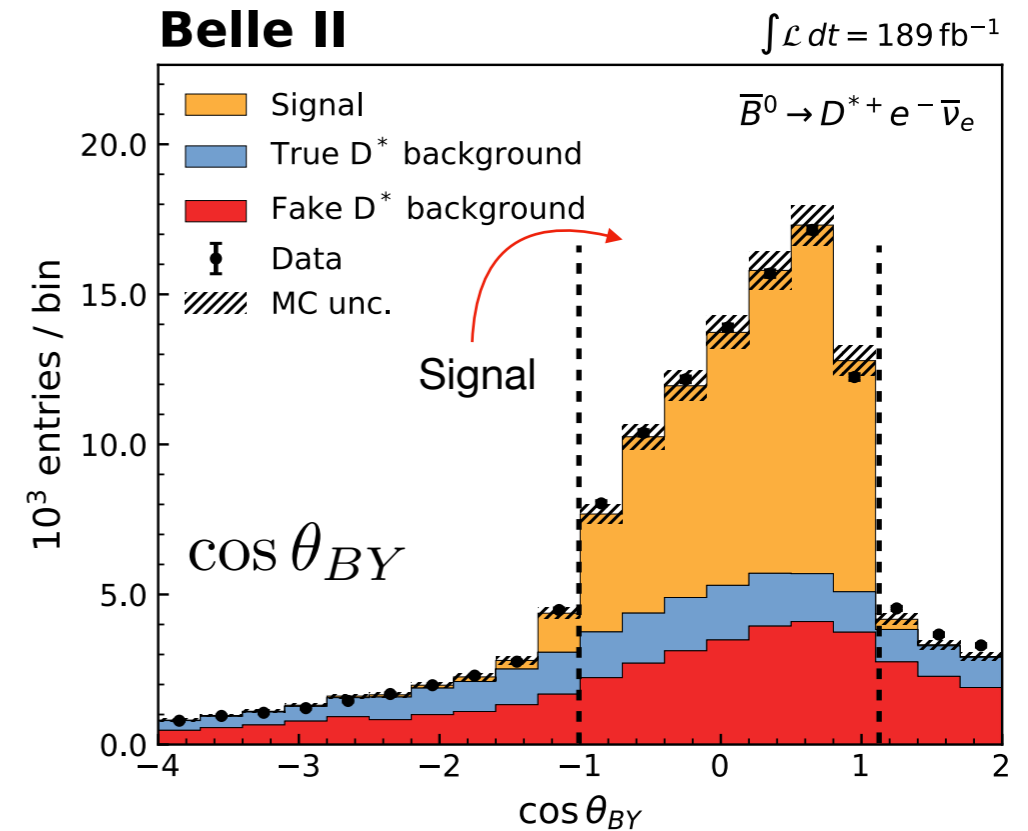 Belle II
∫ℒ dt = 189 fb⁻¹
B̅⁰ → D*⁺ e⁻ ν̅ₑ
Signal
True D* background
Fake D* background
Data
MC unc.
Signal
cos θ_BY
10³ entries / bin
20.0
15.0
10.0
5.0
0.0
−4 −3 −2 −1 0 1 2
cos θ_BY